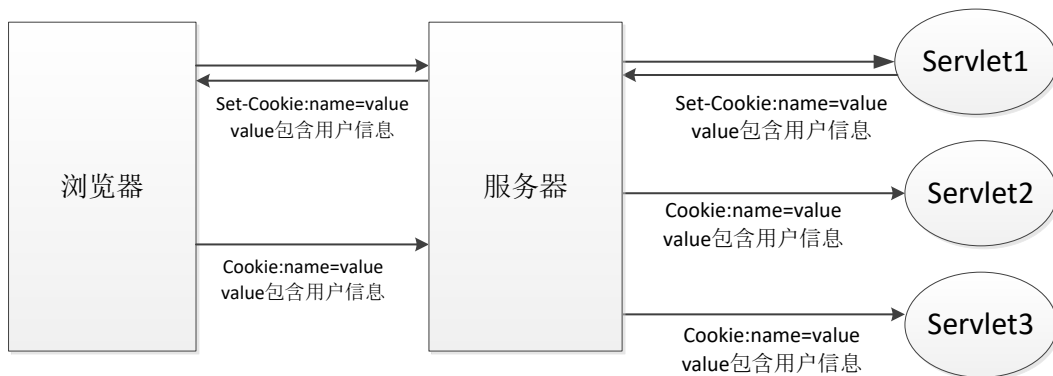 Servlet1
Set-Cookie:name=value
value包含用户信息
Set-Cookie:name=value
value包含用户信息
浏览器
服务器
Servlet2
Cookie:name=value
value包含用户信息
Cookie:name=value
value包含用户信息
Servlet3
Cookie:name=value
value包含用户信息